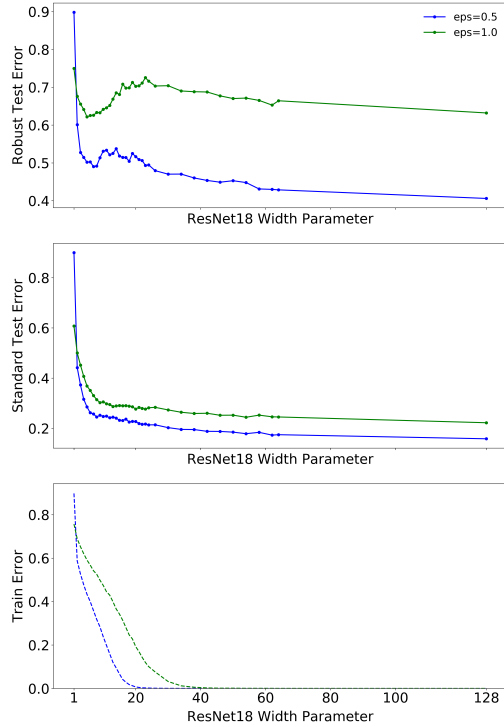 0.9
0.8
0.7
0.6
0.5
0.4
Robust Test Error
eps=0.5
eps=1.0
ResNet18 Width Parameter
0.8
0.6
0.4
0.2
Standard Test Error
ResNet18 Width Parameter
0.8
0.6
0.4
0.2
0.0
Train Error
1 20 40 60 80 100 128
ResNet18 Width Parameter